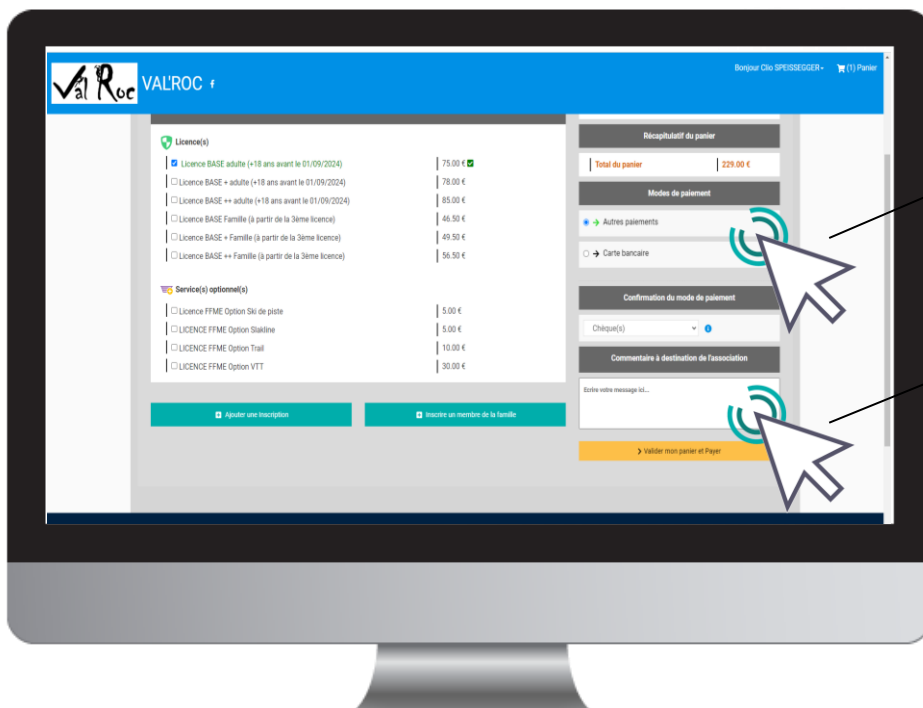 Val Roc
VAL'ROC f
Bonjour Clio SPEISSEGGER
(1) Panier
Licence(s)
Licence BASE adulte (+18 ans avant le 01/09/2024) 75.00 €
Licence BASE + adulte (+18 ans avant le 01/09/2024) 78.00 €
Licence BASE ++ adulte (+18 ans avant le 01/09/2024) 85.00 €
Licence BASE Famille (à partir de la 3ème licence) 46.50 €
Licence BASE + Famille (à partir de la 3ème licence) 49.50 €
Licence BASE ++ Famille (à partir de la 3ème licence) 56.50 €
Service(s) optionnel(s)
Licence FFME Option Ski de piste 5.00 €
LICENCE FFME Option Slakline 5.00 €
LICENCE FFME Option Trail 10.00 €
LICENCE FFME Option VTT 30.00 €
Ajouter une inscription
Inscrire un membre de la famille
Récapitulatif du panier
Total du panier 229.00 €
Modes de paiement
Autres paiements
Carte bancaire
Confirmation du mode de paiement
Chèque(s)
Commentaire à destination de l'association
Ecrire votre message ici...
Valider mon panier et Payer